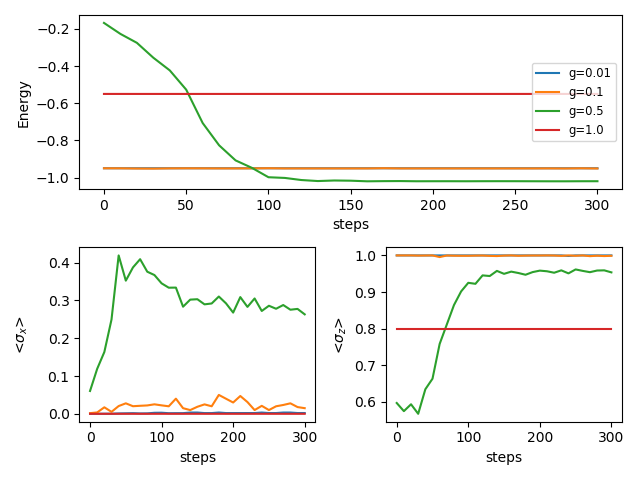 −0.2
−0.4
−0.6
−0.8
−1.0
Energy
g=0.01
g=0.1
g=0.5
g=1.0
0 50 100 150 200 250 300
steps
0.4
0.3
0.2
0.1
0.0
<σx>
0 100 200 300
steps
1.0
0.9
0.8
0.7
0.6
<σz>
0 100 200 300
steps